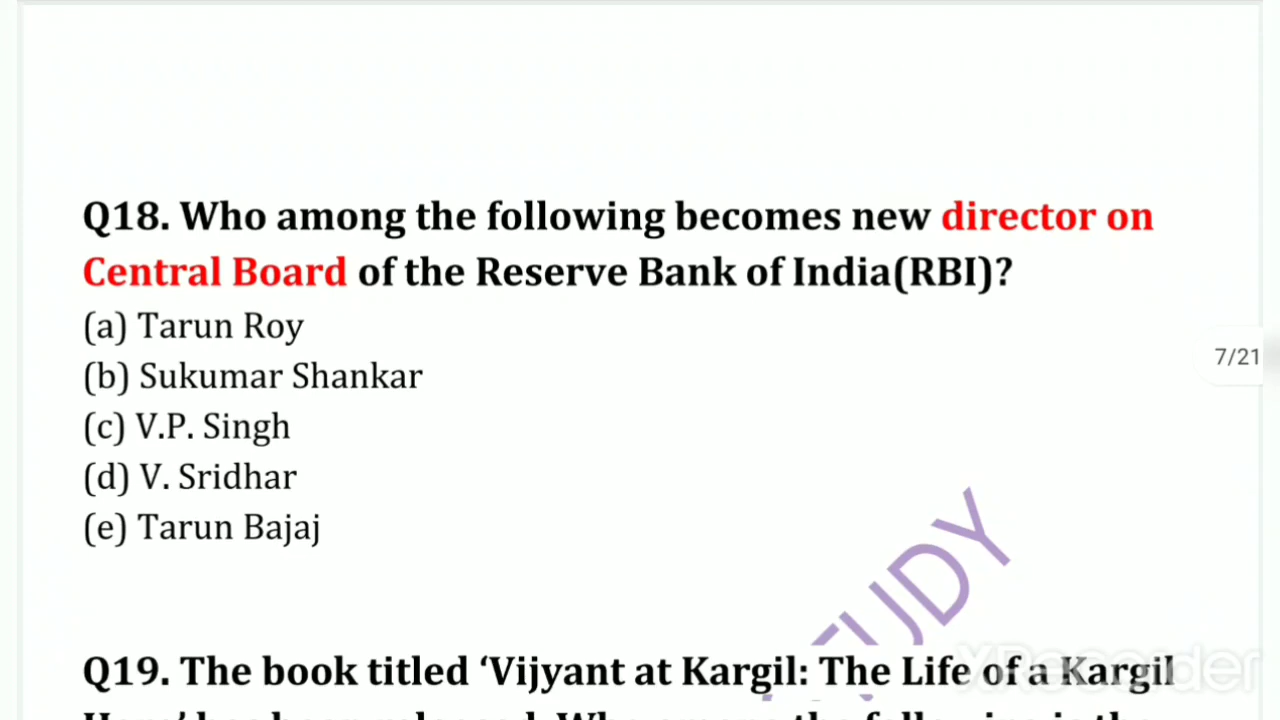 Q18. Who among the following becomes new director on
Central Board of the Reserve Bank of India(RBI)?
(a) Tarun Roy
(b) Sukumar Shankar
7/21
(c) V.P. Singh
(d) V. Sridhar
(e) Tarun Bajaj
Q19. The book titled ‘Vijyant at Kargil: The Life of a Kargil
XRecorder